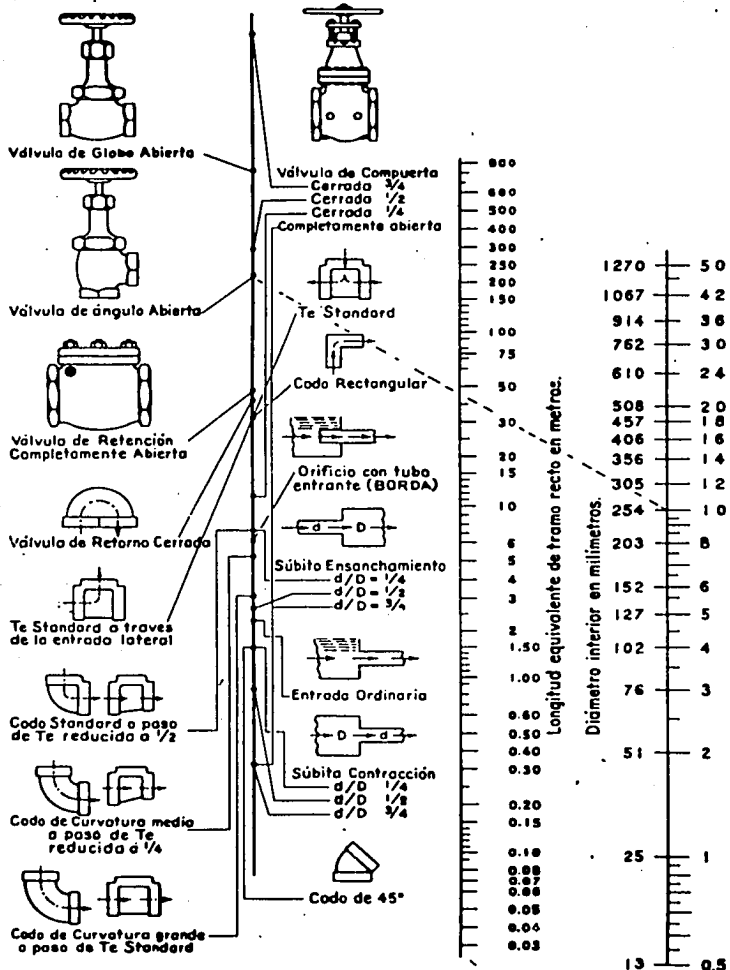 Válvula de Globo Abierta
Válvula de ángulo Abierta
Válvula de Retención
Completamente Abierta
Válvula de Retorno Cerrada
Te Standard a traves
de la entrada lateral
Codo Standard o paso
de Te reducida a 1/2
Codo de Curvatura media
o paso de Te
reducida á 1/4
Codo de Curvatura grande
o paso de Te Standard
Válvula de Compuerta
Cerrada 3/4
Cerrada 1/2
Cerrada 1/4
Completamente abierta
Te Standard
Codo Rectangular
Orificio con tubo
entrante (BORDA)
d D
Súbito Ensanchamiento
d/D = 1/4
d/D = 1/2
d/D = 3/4
Entrada Ordinaria
D d
Súbita Contracción
d/D 1/4
d/D 1/2
d/D 3/4
Codo de 45°
800
600
500
400
300
250
200
150
100
75
50
30
20
15
10
6
5
4
3
2
1.50
1.00
0.60
0.50
0.40
0.30
0.20
0.15
0.10
0.08
0.07
0.06
0.05
0.04
0.03
Longitud equivalente de tramo recto en metros.
Diámetro interior en milímetros.
1270 50
1067 42
914 36
762 30
610 24
508 20
457 18
406 16
356 14
305 12
254 10
203 8
152 6
127 5
102 4
76 3
51 2
25 1
13 0.5